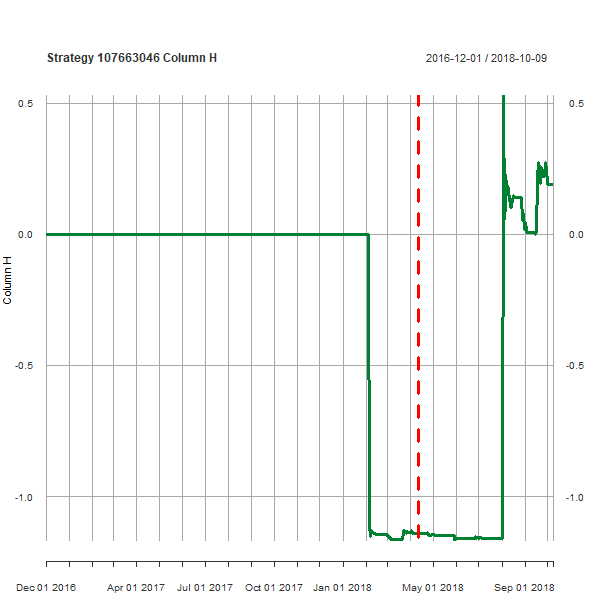 Strategy 107663046 Column H
2016-12-01 / 2018-10-09
0.5 0.5
0.0 0.0
-0.5 -0.5
-1.0 -1.0
Column H
Dec 01 2016 Apr 01 2017 Jul 01 2017 Oct 01 2017 Jan 01 2018 May 01 2018 Sep 01 2018